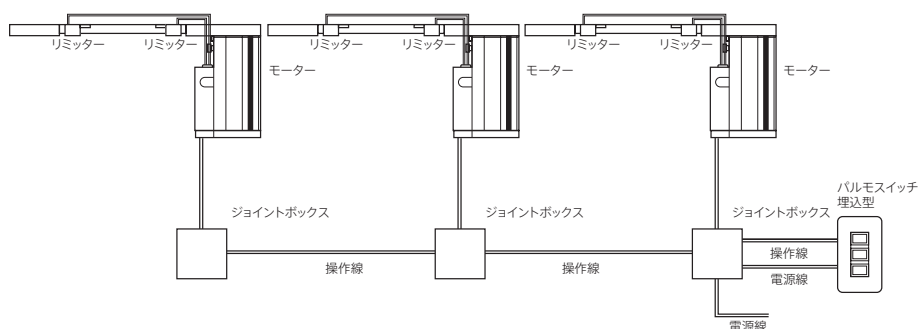 リミッター
リミッター
リミッター
リミッター
リミッター
リミッター
モーター
モーター
モーター
パルモスイッチ
埋込型
ジョイントボックス
ジョイントボックス
ジョイントボックス
操作線
操作線
操作線
電源線
電源線